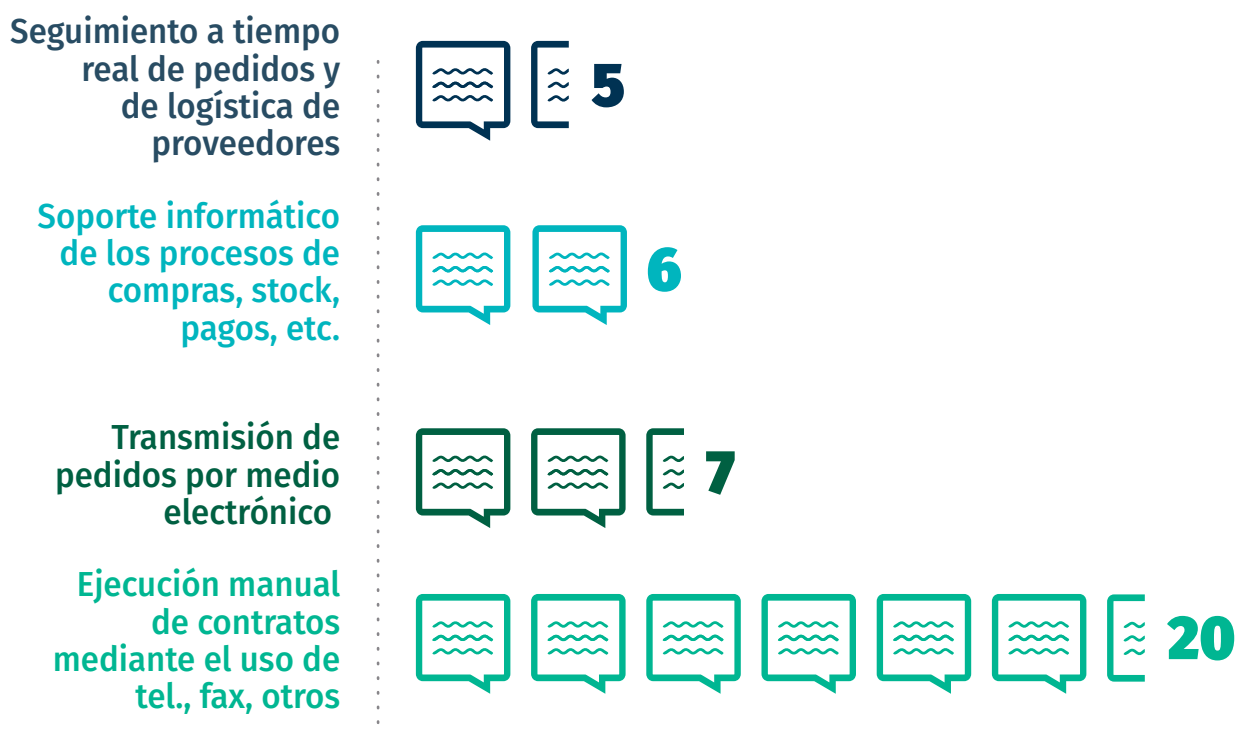 Seguimiento a tiempo
real de pedidos y
de logística de
proveedores
5
Soporte informático
de los procesos de
compras, stock,
pagos, etc.
6
Transmisión de
pedidos por medio
electrónico
7
Ejecución manual
de contratos
mediante el uso de
tel., fax, otros
20